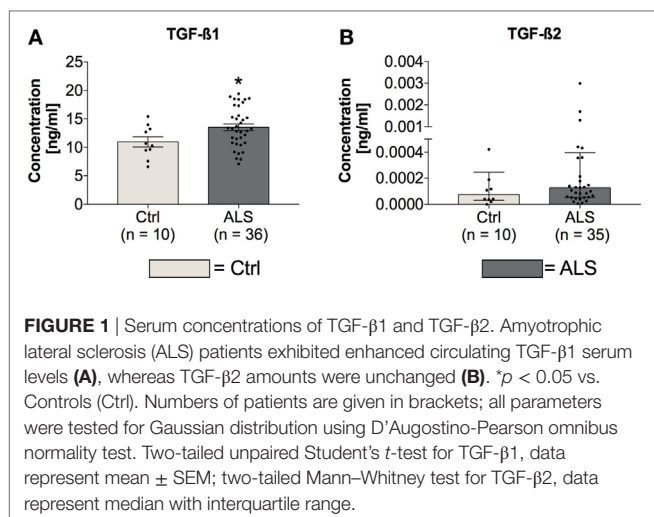 A
TGF-ß1
Concentration
[ng/ml]
25
20
15
10
5
0
*
Ctrl
(n = 10)
ALS
(n = 36)
B
TGF-ß2
Concentration
[ng/ml]
0.004
0.003
0.002
0.001
0.0004
0.0002
0.0000
Ctrl
(n = 10)
ALS
(n = 35)
= Ctrl
= ALS
FIGURE 1 | Serum concentrations of TGF-β1 and TGF-β2. Amyotrophic
lateral sclerosis (ALS) patients exhibited enhanced circulating TGF-β1 serum
levels (A), whereas TGF-β2 amounts were unchanged (B). *p < 0.05 vs.
Controls (Ctrl). Numbers of patients are given in brackets; all parameters
were tested for Gaussian distribution using D’Augostino-Pearson omnibus
normality test. Two-tailed unpaired Student’s t-test for TGF-β1, data
represent mean ± SEM; two-tailed Mann–Whitney test for TGF-β2, data
represent median with interquartile range.